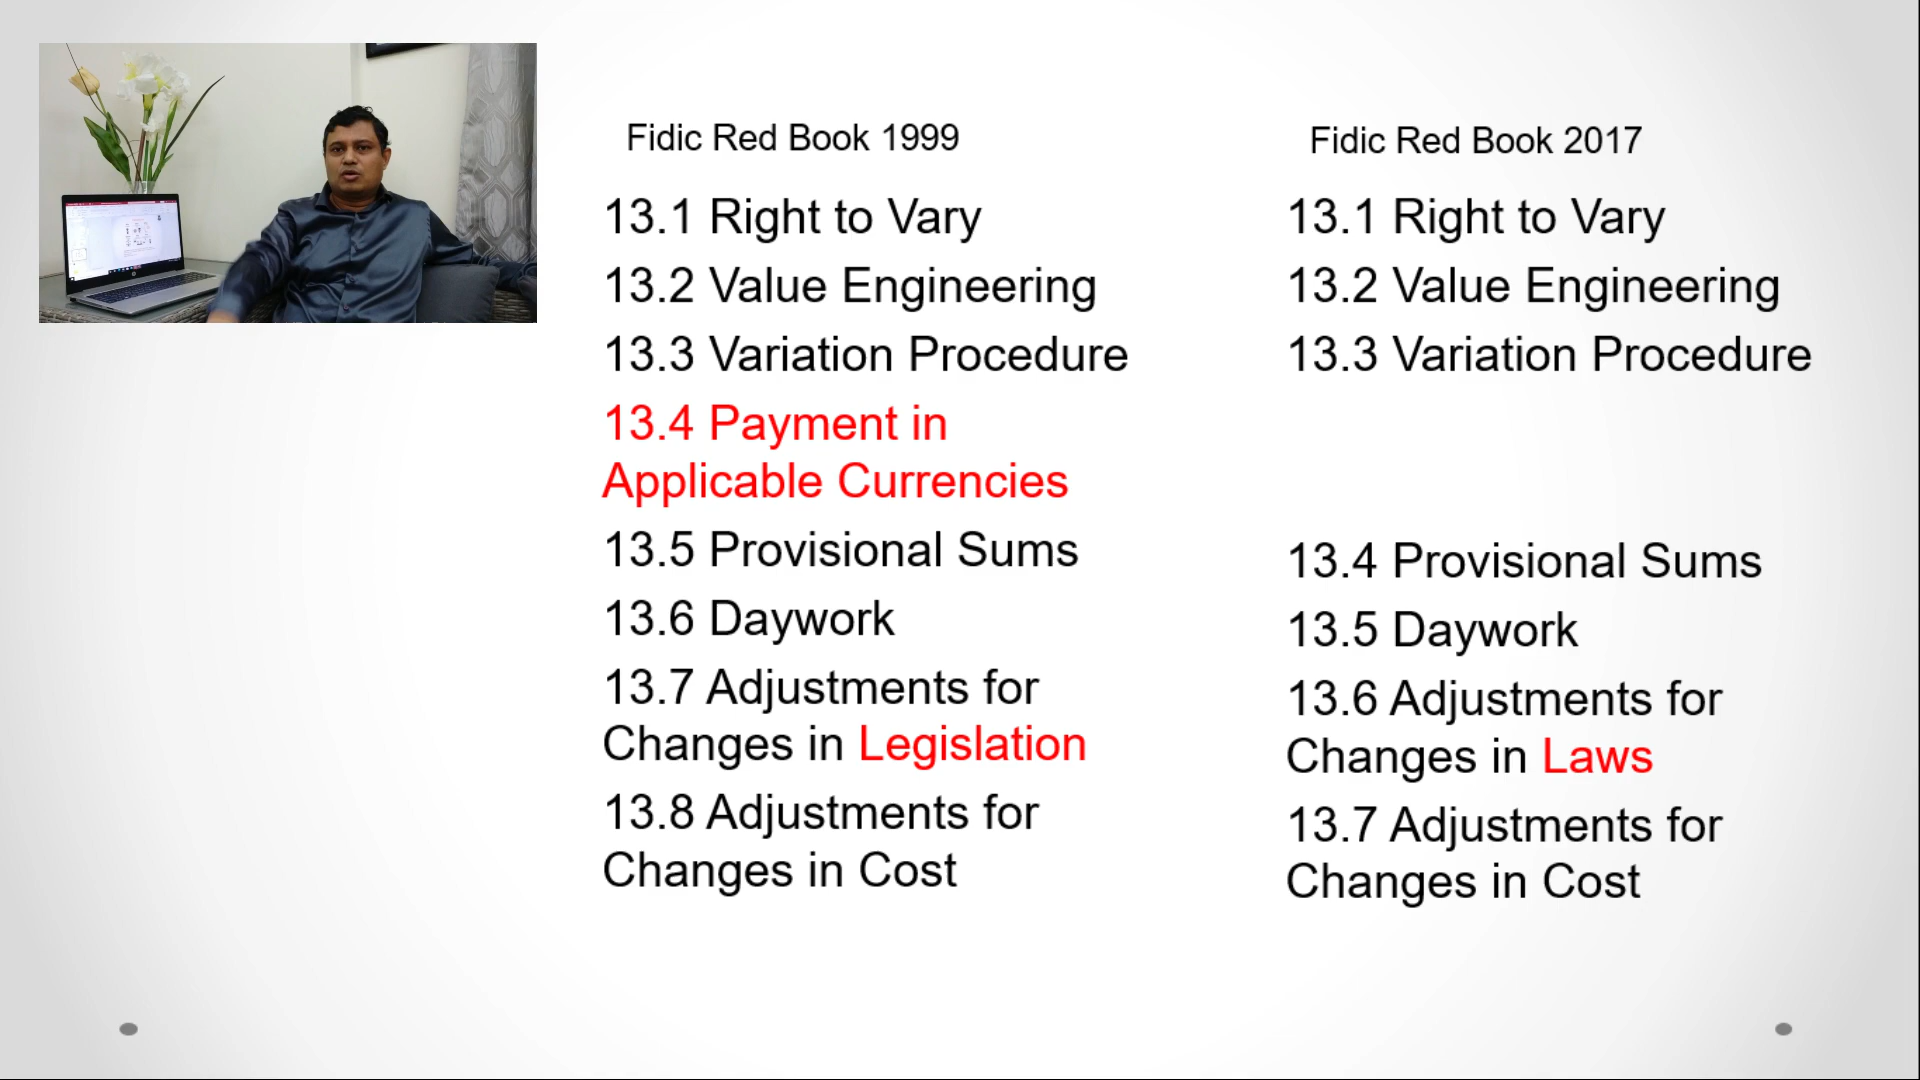 Fidic Red Book 1999
13.1 Right to Vary
13.2 Value Engineering
13.3 Variation Procedure
13.4 Payment in
Applicable Currencies
13.5 Provisional Sums
13.6 Daywork
13.7 Adjustments for
Changes in Legislation
13.8 Adjustments for
Changes in Cost
Fidic Red Book 2017
13.1 Right to Vary
13.2 Value Engineering
13.3 Variation Procedure
13.4 Provisional Sums
13.5 Daywork
13.6 Adjustments for
Changes in Laws
13.7 Adjustments for
Changes in Cost